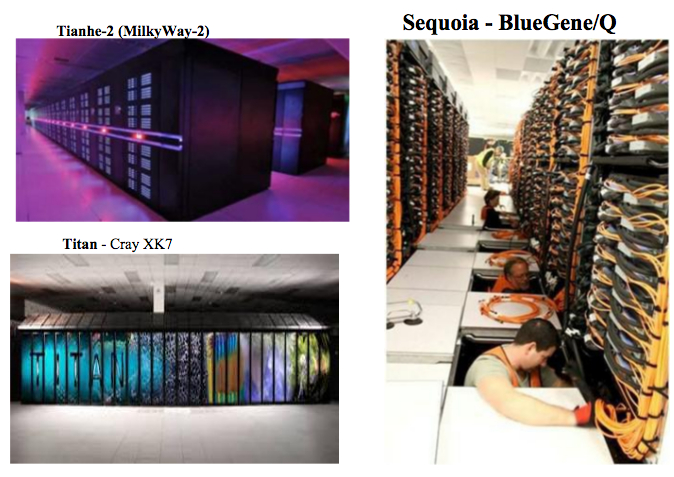 Tianhe-2 (MilkyWay-2)
Sequoia - BlueGene/Q
Titan - Cray XK7
TITAN